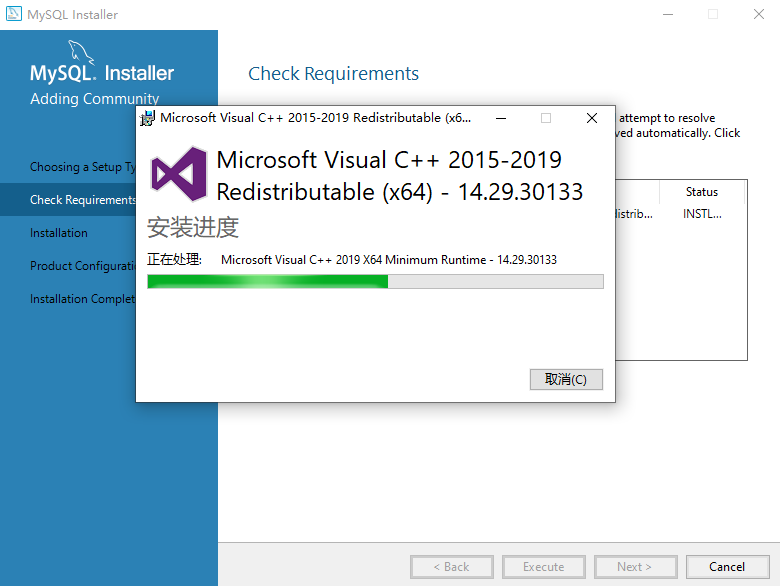 MySQL Installer
MySQL. Installer
Adding Community
Choosing a Setup Ty
Check Requirements
Installation
Product Configurati
Installation Complet
Check Requirements
attempt to resolve
ved automatically. Click
Status
istrib... INSTL...
Microsoft Visual C++ 2015-2019 Redistributable (x6...
Microsoft Visual C++ 2015-2019
Redistributable (x64) - 14.29.30133
安装进度
正在处理: Microsoft Visual C++ 2019 X64 Minimum Runtime - 14.29.30133
取消(C)
< Back Execute Next > Cancel